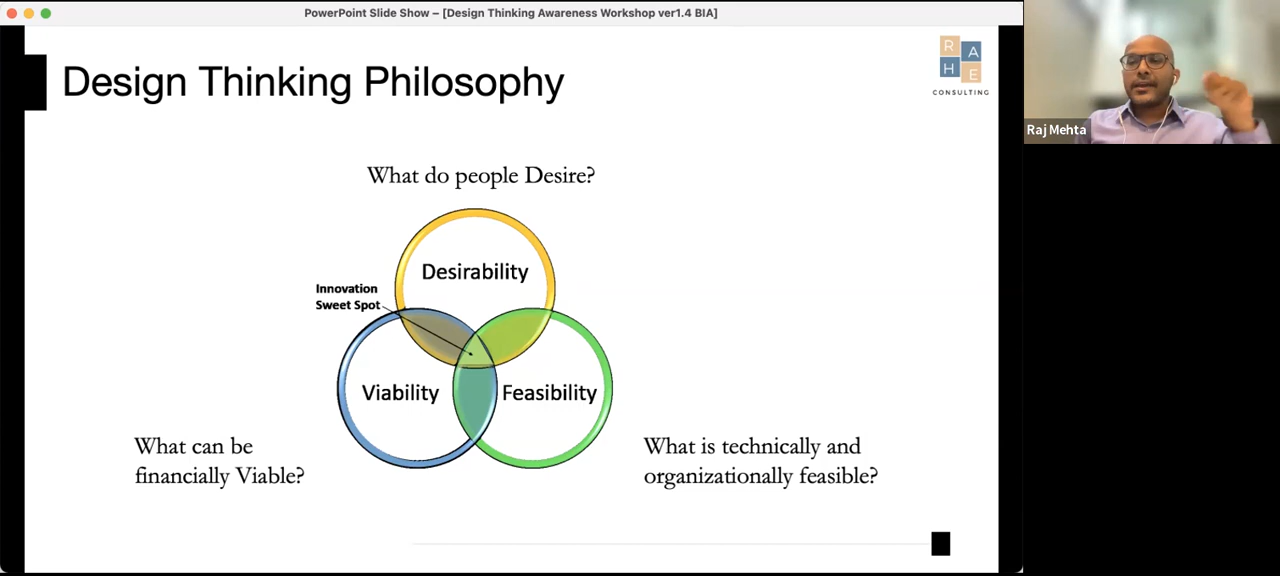 PowerPoint Slide Show – [Design Thinking Awareness Workshop ver1.4 BIA]
Design Thinking Philosophy
R A
H E
CONSULTING
Raj Mehta
What do people Desire?
Desirability
Innovation
Sweet Spot
Viability
Feasibility
What can be
financially Viable?
What is technically and
organizationally feasible?